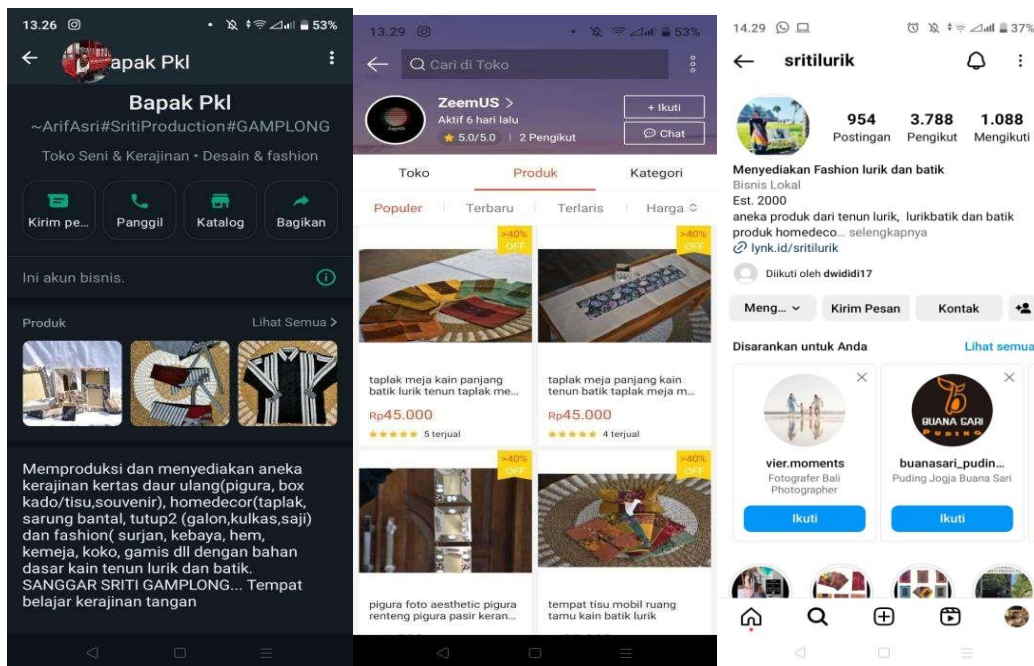 13.26
53%
Bapak Pkl
Bapak Pkl
~ArifAsri#SritiProduction#GAMPLONG
Toko Seni & Kerajinan • Desain & fashion
Kirim pe...
Panggil
Katalog
Bagikan
Ini akun bisnis.
Produk
Lihat Semua >
Memproduksi dan menyediakan aneka
kerajinan kertas daur ulang(pigura, box
kado/tisu,souvenir), homedecor(taplak,
sarung bantal, tutup2 (galon,kulkas,saji)
dan fashion( surjan, kebaya, hem,
kemeja, koko, gamis dll dengan bahan
dasar kain tenun lurik dan batik.
SANGGAR SRITI GAMPLONG... Tempat
belajar kerajinan tangan
13.29
53%
Cari di Toko
ZeemUS >
Aktif 6 hari lalu
5.0/5.0 | 2 Pengikut
+ Ikuti
Chat
Toko
Produk
Kategori
Populer
Terbaru
Terlaris
Harga
>40%
OFF
>40%
OFF
taplak meja kain panjang
batik lurik tenun taplak me...
Rp45.000
5 terjual
taplak meja panjang kain
tenun batik taplak meja m...
Rp45.000
4 terjual
>40%
OFF
>40%
OFF
pigura foto aesthetic pigura
renteng pigura pasir keran...
tempat tisu mobil ruang
tamu kain batik lurik
14.29
37%
sritilurik
954
Postingan
3.788
Pengikut
1.088
Mengikuti
Menyediakan Fashion lurik dan batik
Bisnis Lokal
Est. 2000
aneka produk dari tenun lurik, lurikbatik dan batik
produk homedeco... selengkapnya
lynk.id/sritilurik
Diikuti oleh dwididi17
Meng...
Kirim Pesan
Kontak
Disarankan untuk Anda
Lihat semua
vier.moments
Fotografer Bali
Photographer
Ikuti
BUANA SARI
PUDING
buanasari_pudin...
Puding Jogja Buana Sari
Ikuti